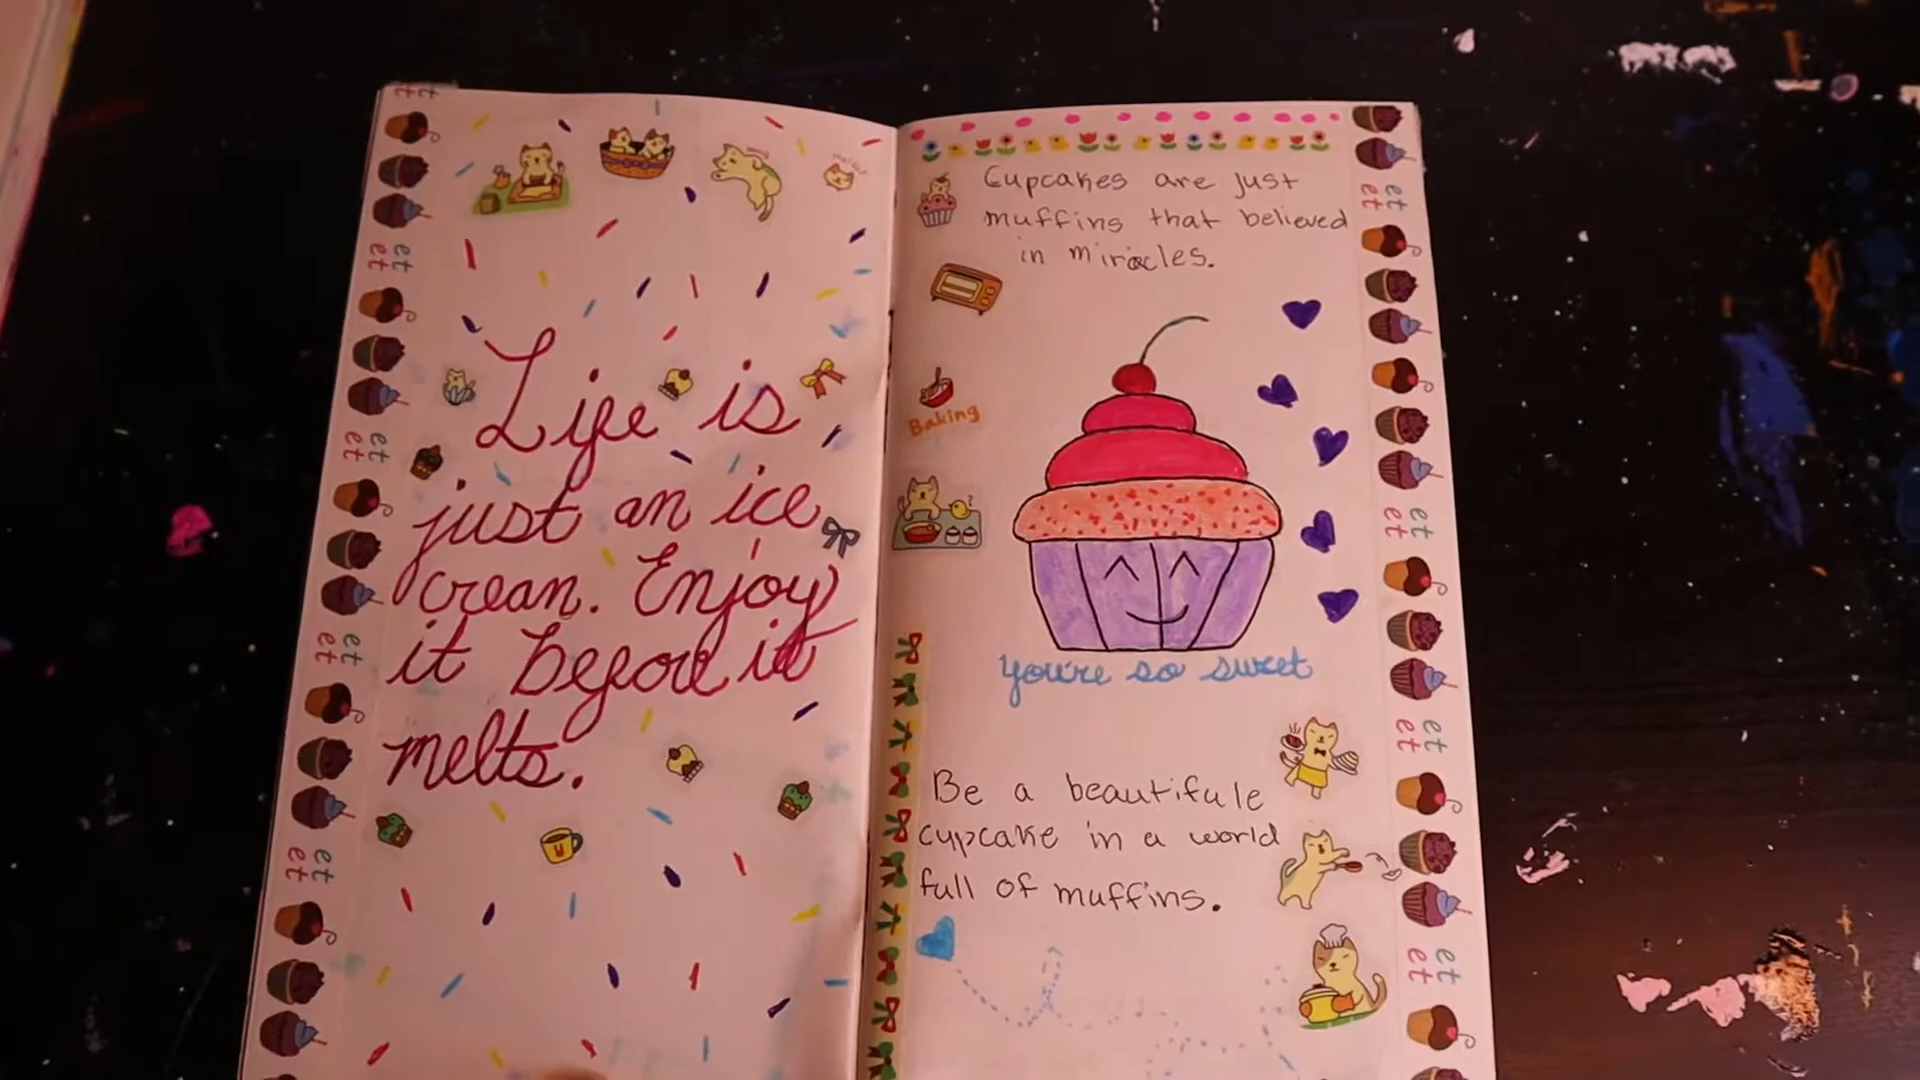 Life is
just an ice
crean. Enjoy
it before it
melts.
Cupcakes are just
muffins that believed
in miracles.
Baking
you're so sweet
Be a beautifule
cupcake in a world
full of muffins.